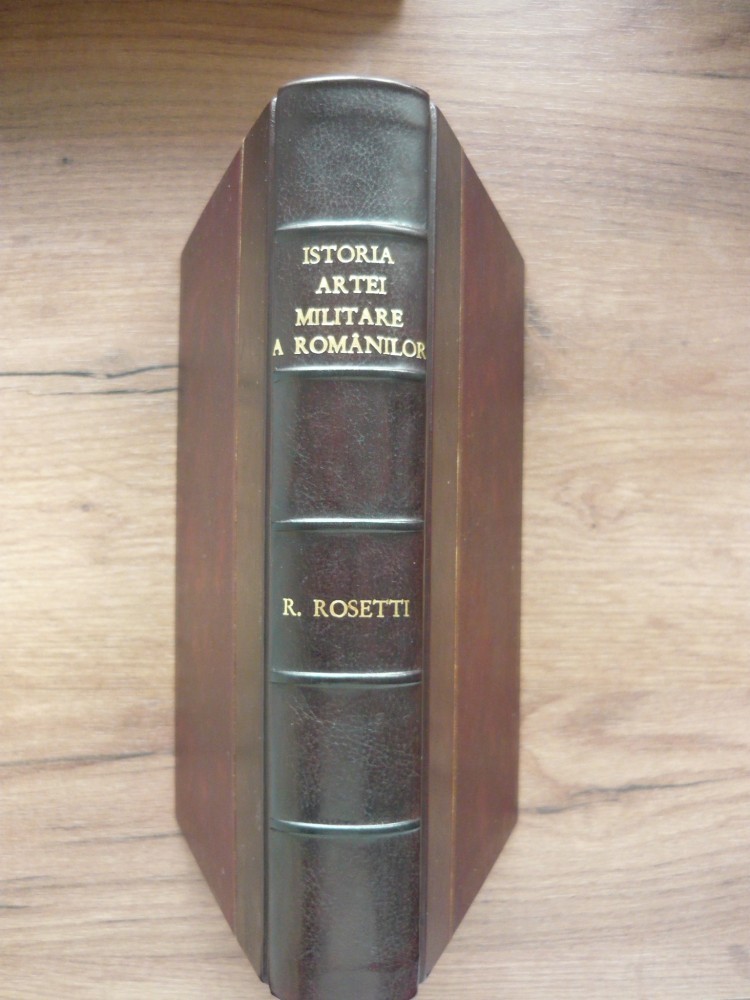 ISTORIA
ARTEI
MILITARE
A ROMÂNILOR
R. ROSETTI